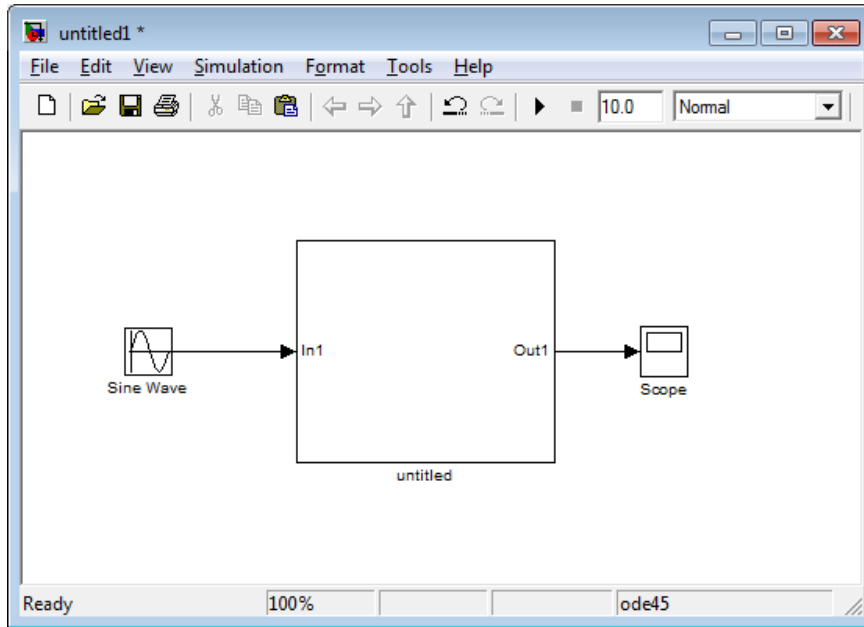 untitled1 *
File Edit View Simulation Format Tools Help
10.0 Normal
In1 Out1
Sine Wave
Scope
untitled
Ready 100% ode45